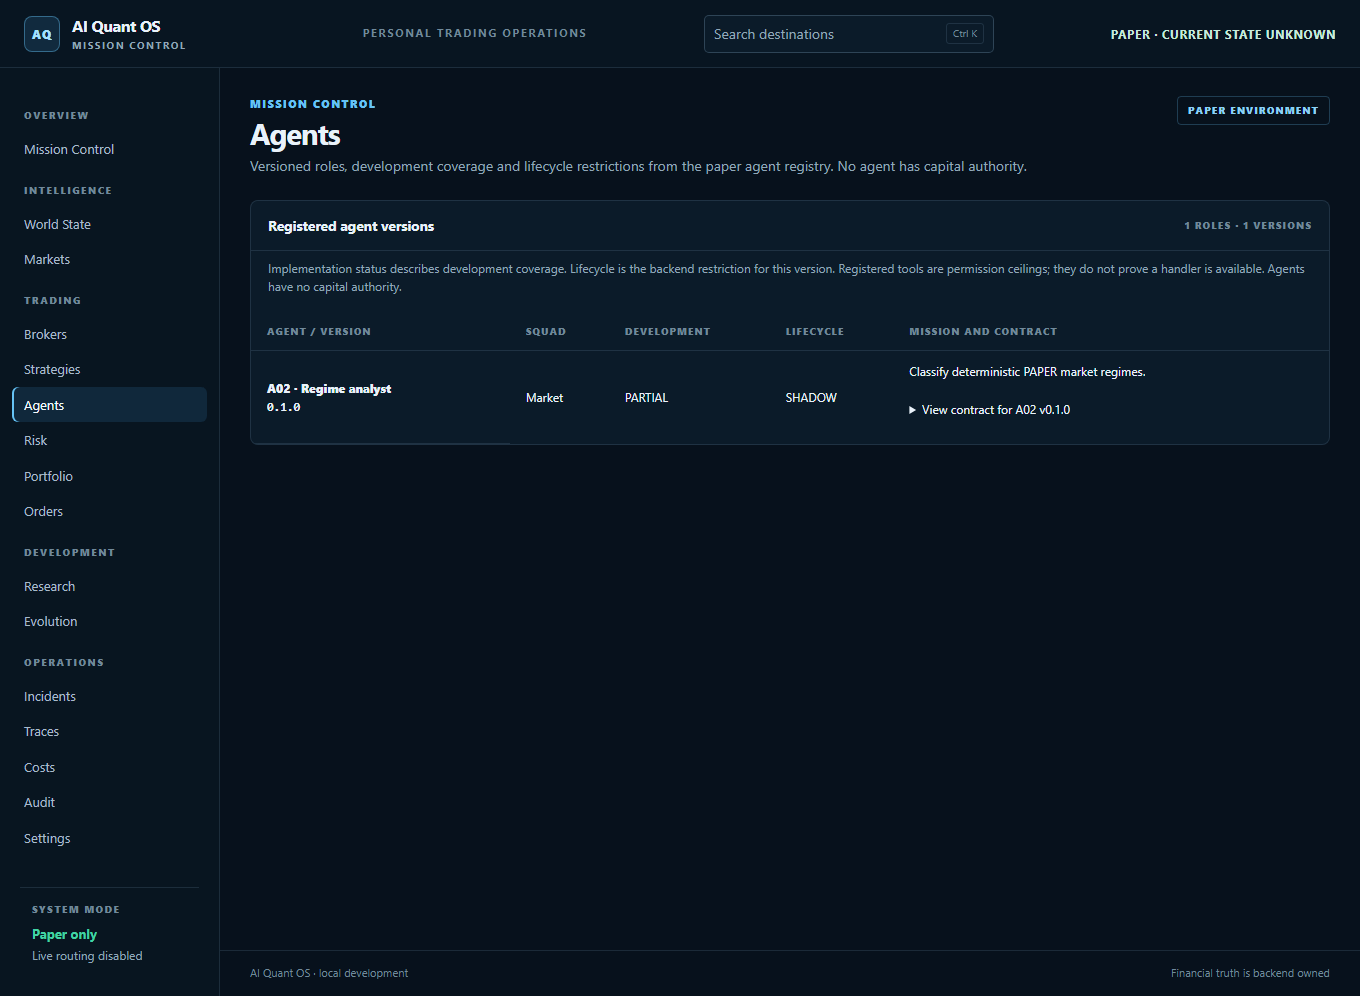 AQ
AI Quant OS
MISSION CONTROL
PERSONAL TRADING OPERATIONS
Search destinations
Ctrl K
PAPER · CURRENT STATE UNKNOWN
OVERVIEW
Mission Control
INTELLIGENCE
World State
Markets
TRADING
Brokers
Strategies
Agents
Risk
Portfolio
Orders
DEVELOPMENT
Research
Evolution
OPERATIONS
Incidents
Traces
Costs
Audit
Settings
SYSTEM MODE
Paper only
Live routing disabled
MISSION CONTROL
Agents
Versioned roles, development coverage and lifecycle restrictions from the paper agent registry. No agent has capital authority.
PAPER ENVIRONMENT
Registered agent versions
1 ROLES · 1 VERSIONS
Implementation status describes development coverage. Lifecycle is the backend restriction for this version. Registered tools are permission ceilings; they do not prove a handler is available. Agents
have no capital authority.
AGENT / VERSION SQUAD DEVELOPMENT LIFECYCLE MISSION AND CONTRACT
A02 · Regime analyst
0.1.0
Market
PARTIAL
SHADOW
Classify deterministic PAPER market regimes.
View contract for A02 v0.1.0
AI Quant OS · local development
Financial truth is backend owned